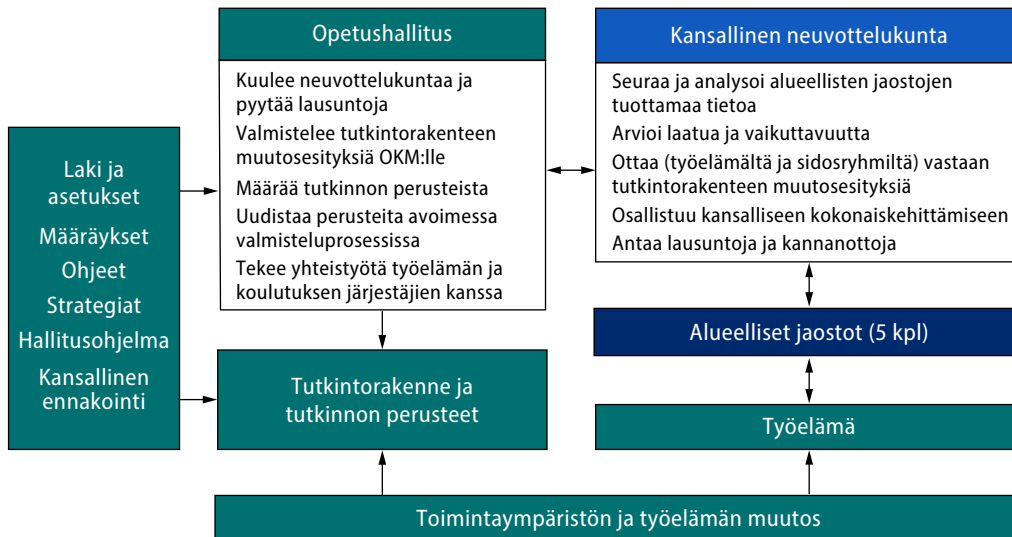 Laki ja
asetukset
Määräykset
Ohjeet
Strategiat
Hallitusohjelma
Kansallinen
ennakointi
Opetushallitus
Kuulee neuvottelukuntaa ja
pyytää lausuntoja
Valmistelee tutkintorakenteen
muutosesityksiä OKM:lle
Määrää tutkinnon perusteista
Uudistaa perusteita avoimessa
valmisteluprosessissa
Tekee yhteistyötä työelämän ja
koulutuksen järjestäjien kanssa
Tutkintorakenne ja
tutkinnon perusteet
Kansallinen neuvottelukunta
Seuraa ja analysoi alueellisten jaostojen
tuottamaa tietoa
Arvioi laatua ja vaikuttavuutta
Ottaa (työelämältä ja sidosryhmiltä) vastaan
tutkintorakenteen muutosesityksiä
Osallistuu kansalliseen kokonaiskehittämiseen
Antaa lausuntoja ja kannanottoja
Alueelliset jaostot (5 kpl)
Työelämä
Toimintaympäristön ja työelämän muutos